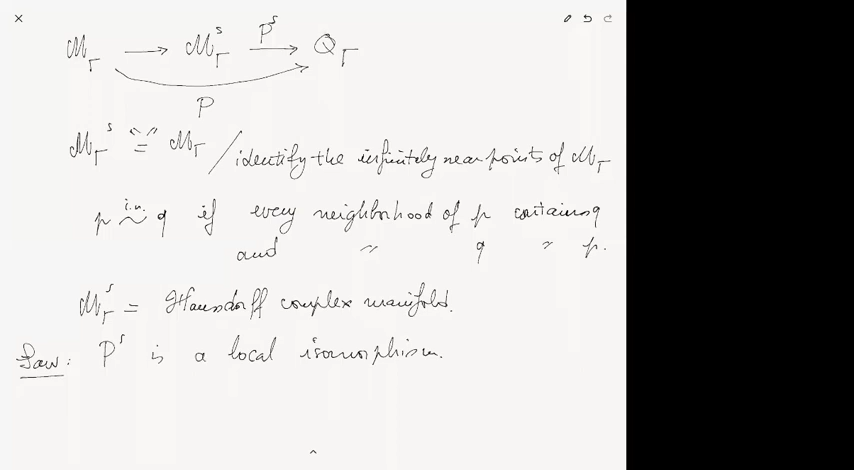 𝓜_Γ ⟶ 𝓜_Γ^s ⟶ Q_Γ
P^s
P
𝓜_Γ^s "=" 𝓜_Γ / identify the infinitely near points of 𝓜_Γ
p ~ q if every neighborhood of p contains q
i.n.
and " q " p.
𝓜_Γ^s = Hausdorff complex manifold.
Saw: P^s is a local isomorphism.